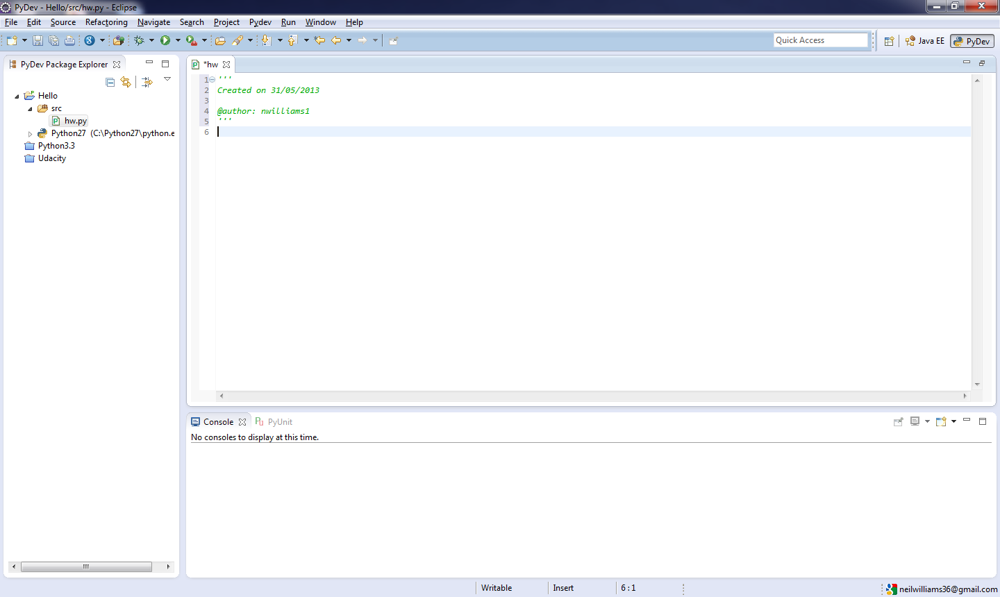 PyDev - Hello/src/hw.py - Eclipse
File Edit Source Refactoring Navigate Search Project Pydev Run Window Help
Quick Access
Java EE
PyDev
PyDev Package Explorer
Hello
src
hw.py
Python27 (C:\Python27\python.e
Python3.3
Udacity
*hw
1 '''
2 Created on 31/05/2013
3
4 @author: nwilliams1
5 '''
6
Console
PyUnit
No consoles to display at this time.
Writable
Insert
6 : 1
neilwilliams36@gmail.com